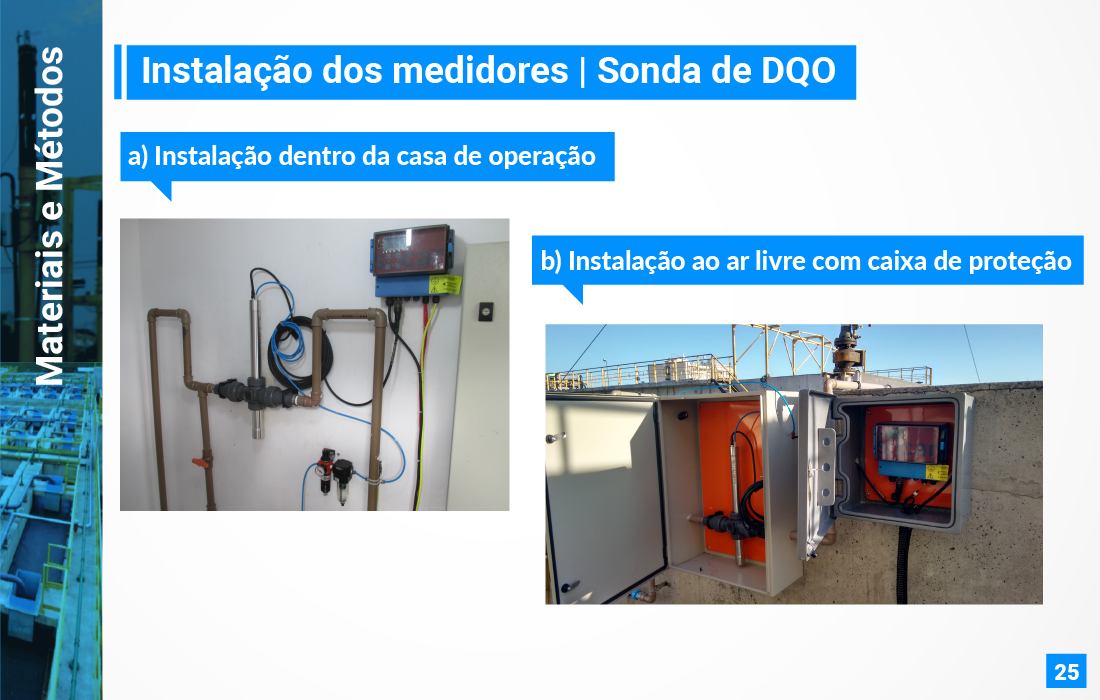 Materiais e Métodos
Instalação dos medidores | Sonda de DQO
a) Instalação dentro da casa de operação
b) Instalação ao ar livre com caixa de proteção
25